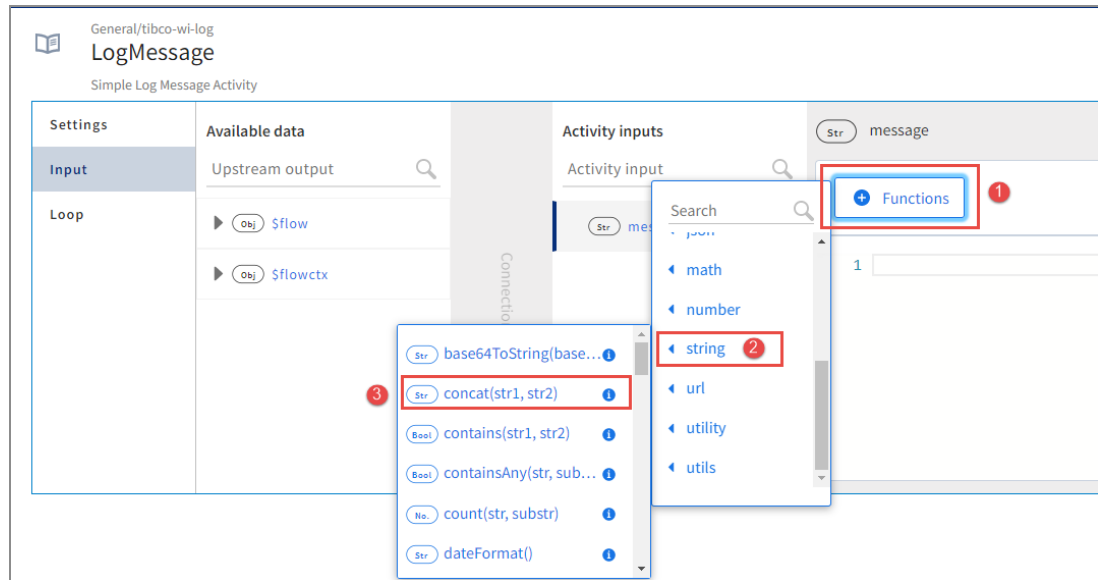 General/tibco-wi-log
LogMessage
Simple Log Message Activity
Settings
Input
Loop
Available data
Upstream output
Obj $flow
Obj $flowctx
Connection
Activity inputs
Activity input
Str mes
Str message
Functions
1
1
Search
json
math
number
string
2
url
utility
utils
3
Str base64ToString(base...
Str concat(str1, str2)
Bool contains(str1, str2)
Bool containsAny(str, sub...
No. count(str, substr)
Str dateFormat()